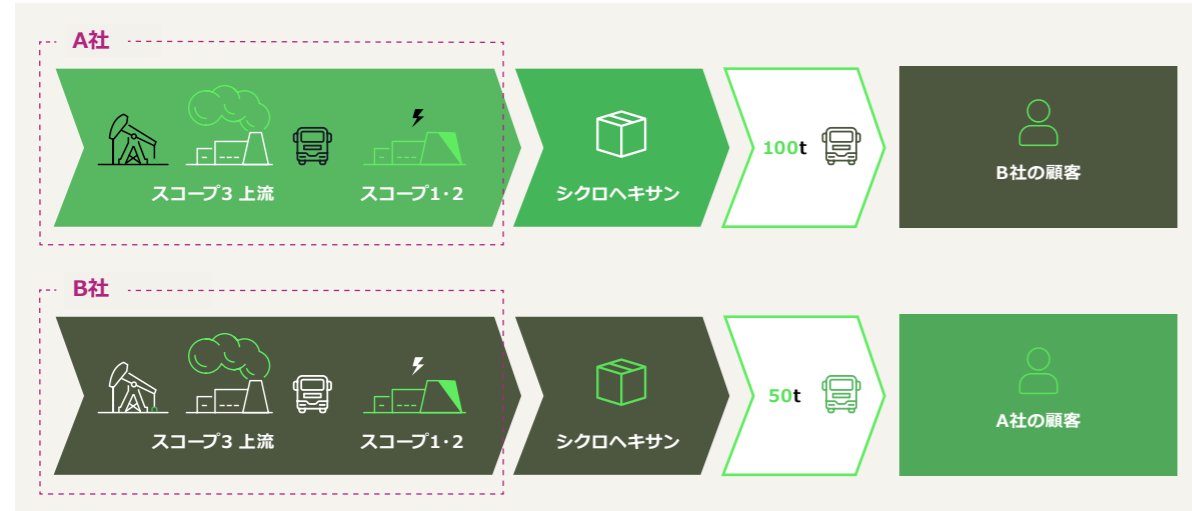 A社
スコープ3 上流
スコープ1・2
シクロヘキサン
100t
B社の顧客
B社
スコープ3 上流
スコープ1・2
シクロヘキサン
50t
A社の顧客